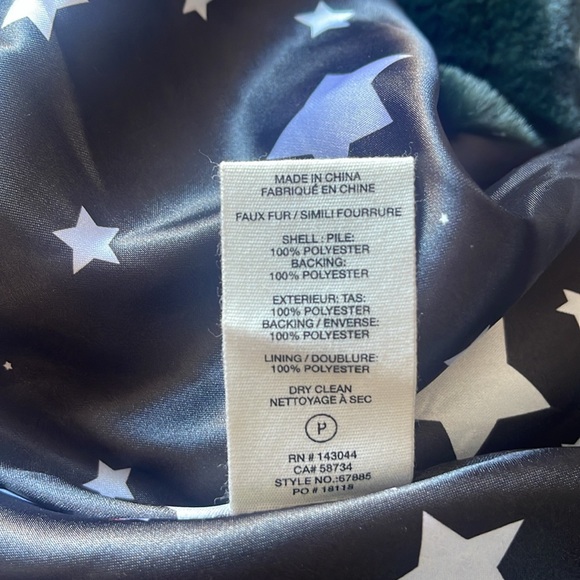 MADE IN CHINA
FABRIQUÉ EN CHINE
FAUX FUR / SIMILI FOURRURE
SHELL : PILE:
100% POLYESTER
BACKING:
100% POLYESTER
EXTERIEUR: TAS:
100% POLYESTER
BACKING / ENVERSE:
100% POLYESTER
LINING / DOUBLURE:
100% POLYESTER
DRY CLEAN
NETTOYAGE À SEC
P
RN # 143044
CA# 58734
STYLE NO.:67885
PO # 18118